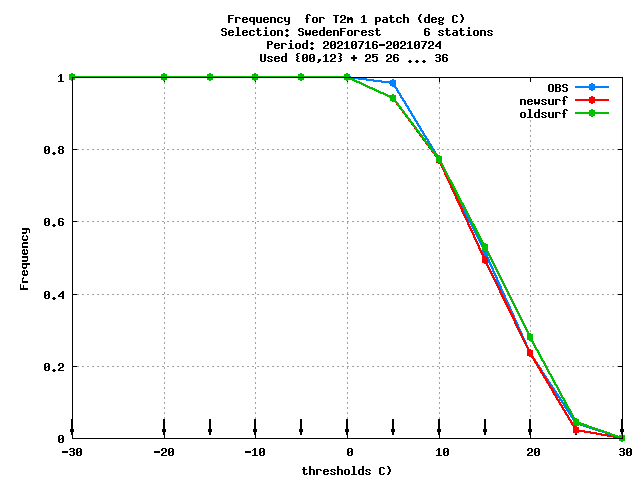 Frequency  for T2m 1 patch (deg C)
Selection: SwedenForest      6 stations
Period: 20210716-20210724
Used {00,12} + 25 26 ... 36
OBS
newsurf
oldsurf
1
0.8
0.6
0.4
0.2
0
Frequency
-30 -20 -10 0 10 20 30
thresholds C)